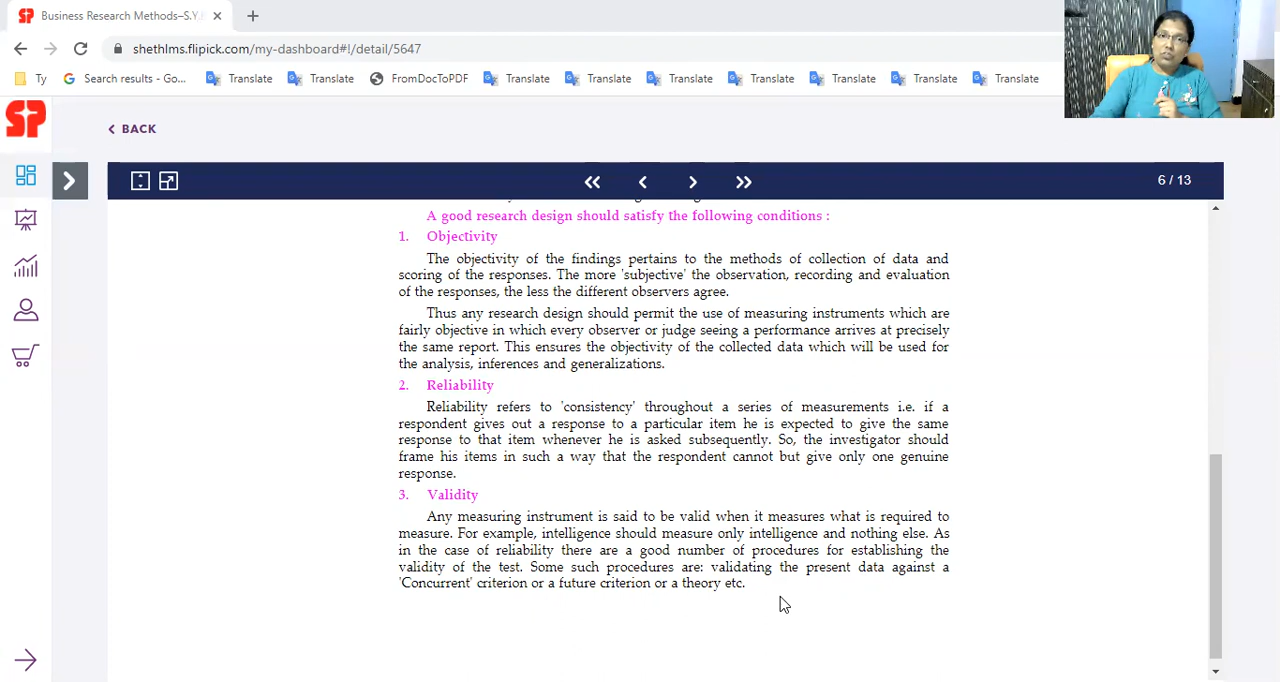 Business Research Methods–S.Y.
shethlms.flipick.com/my-dashboard#!/detail/5647
Ty
Search results - Go...
Translate
Translate
FromDocToPDF
Translate
Translate
Translate
Translate
Translate
Translate
Translate
SP
BACK
6 / 13
A good research design should satisfy the following conditions :
1. Objectivity
The objectivity of the findings pertains to the methods of collection of data and
scoring of the responses. The more 'subjective' the observation, recording and evaluation
of the responses, the less the different observers agree.
Thus any research design should permit the use of measuring instruments which are
fairly objective in which every observer or judge seeing a performance arrives at precisely
the same report. This ensures the objectivity of the collected data which will be used for
the analysis, inferences and generalizations.
2. Reliability
Reliability refers to 'consistency' throughout a series of measurements i.e. if a
respondent gives out a response to a particular item he is expected to give the same
response to that item whenever he is asked subsequently. So, the investigator should
frame his items in such a way that the respondent cannot but give only one genuine
response.
3. Validity
Any measuring instrument is said to be valid when it measures what is required to
measure. For example, intelligence should measure only intelligence and nothing else. As
in the case of reliability there are a good number of procedures for establishing the
validity of the test. Some such procedures are: validating the present data against a
'Concurrent' criterion or a future criterion or a theory etc.